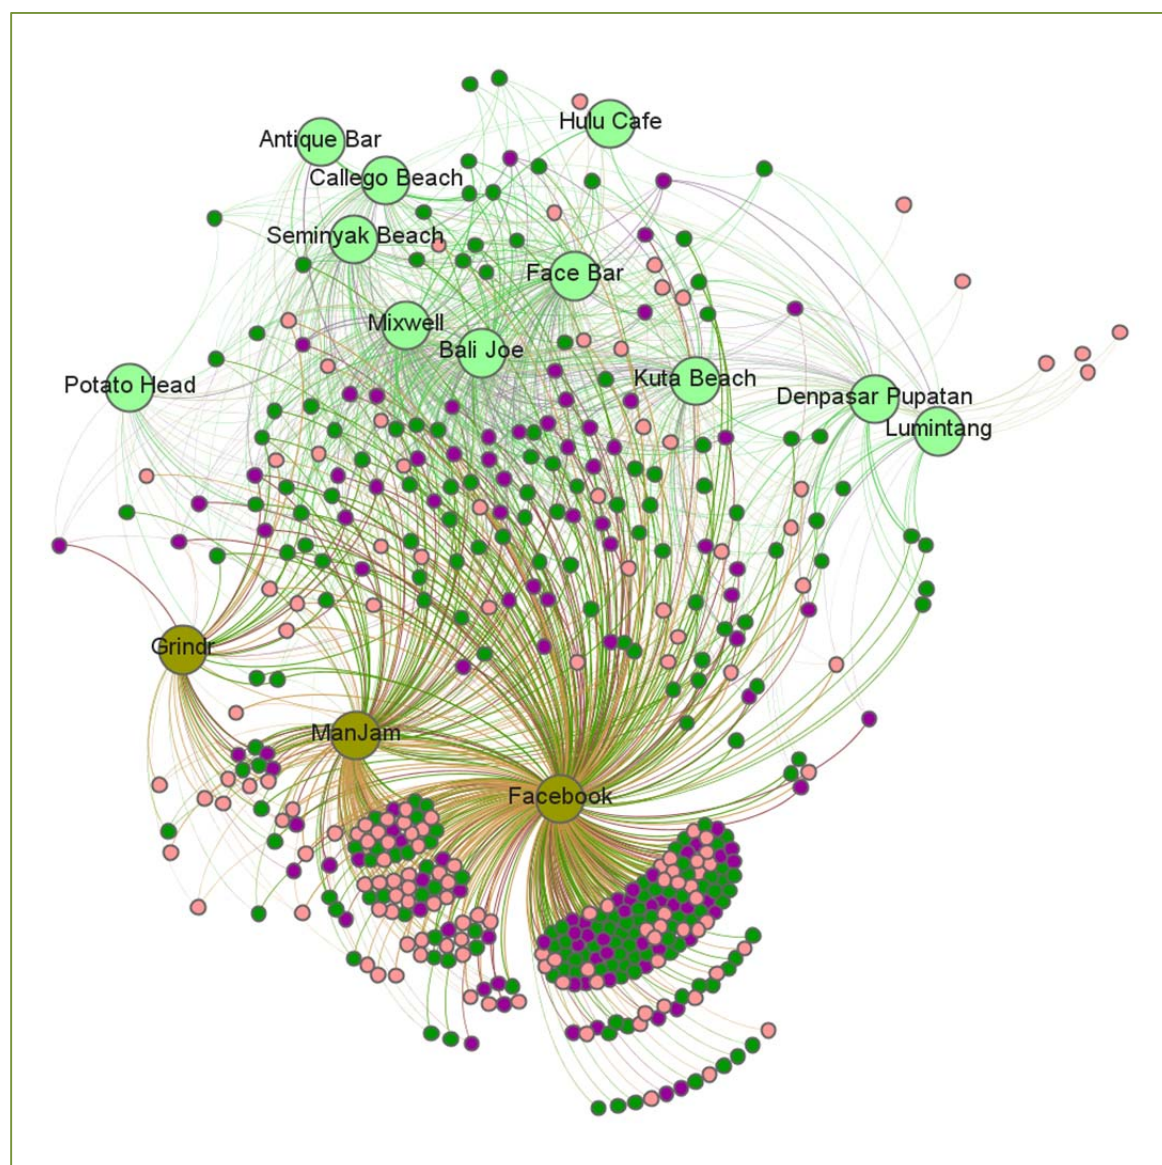 Hulu Cafe
Antique Bar
Callego Beach
Seminyak Beach
Face Bar
Mixwell
Bali Joe
Kuta Beach
Potato Head
Denpasar Pupatan
Lumintang
Grindr
ManJam
Facebook